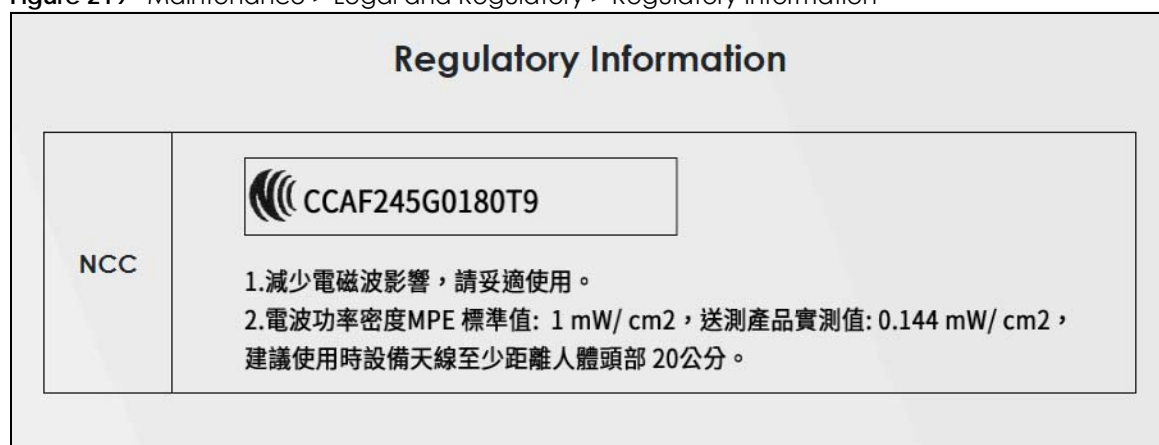 Figure 219 Maintenance > Legal and Regulatory > Regulatory Information
Regulatory Information
NCC
CCAF245G0180T9
1.減少電磁波影響，請妥適使用。
2.電波功率密度MPE 標準值: 1 mW/ cm2，送測產品實測值: 0.144 mW/ cm2，
建議使用時設備天線至少距離人體頭部 20公分。